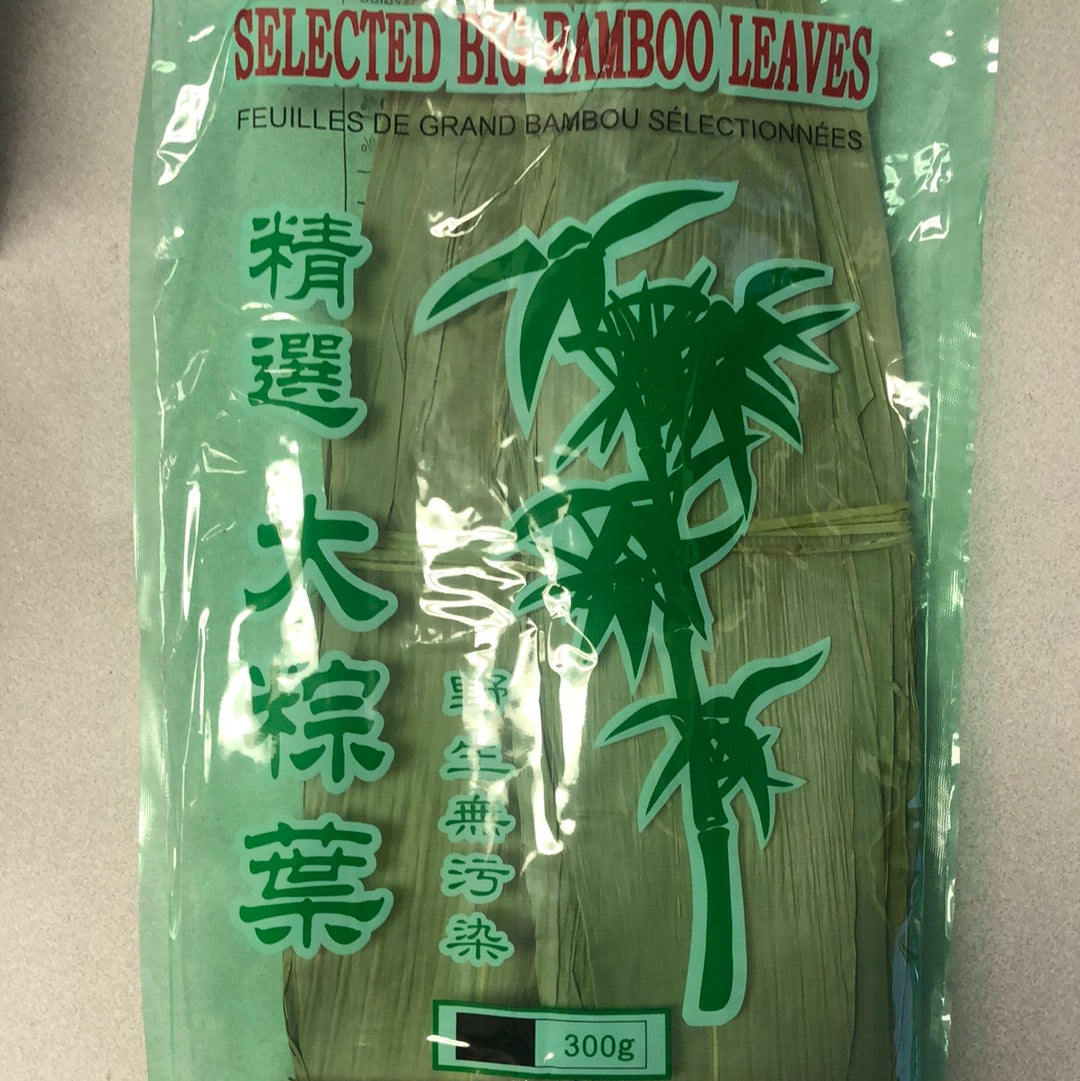 SELECTED BIG BAMBOO LEAVES
FEUILLES DE GRAND BAMBOU SÉLECTIONNÉES
精選大粽葉
野生無污染
300g